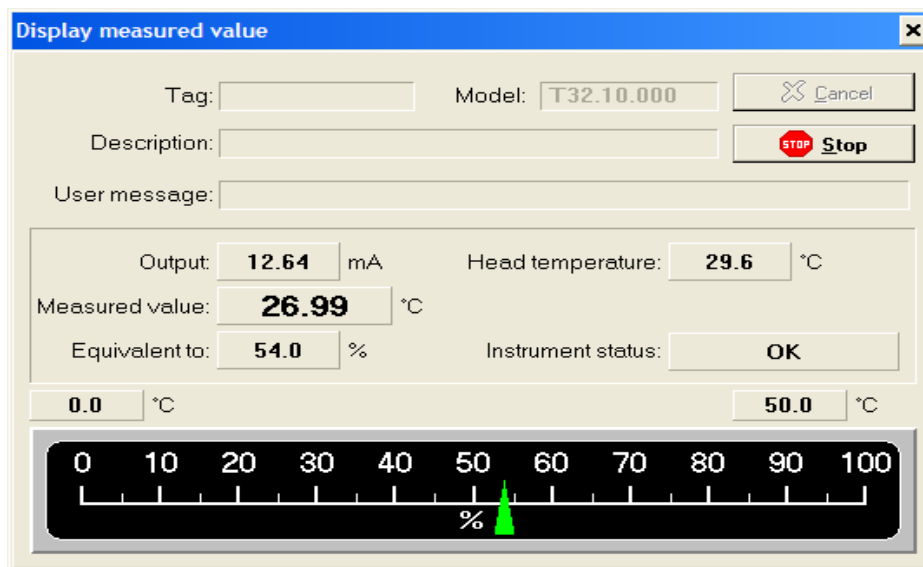 Display measured value
Tag: Model: T32.10.000 Cancel
Description: STOP Stop
User message:
Output: 12.64 mA Head temperature: 29.6 °C
Measured value: 26.99 °C
Equivalent to: 54.0 % Instrument status: OK
0.0 °C 50.0 °C
0 10 20 30 40 50 60 70 80 90 100
%